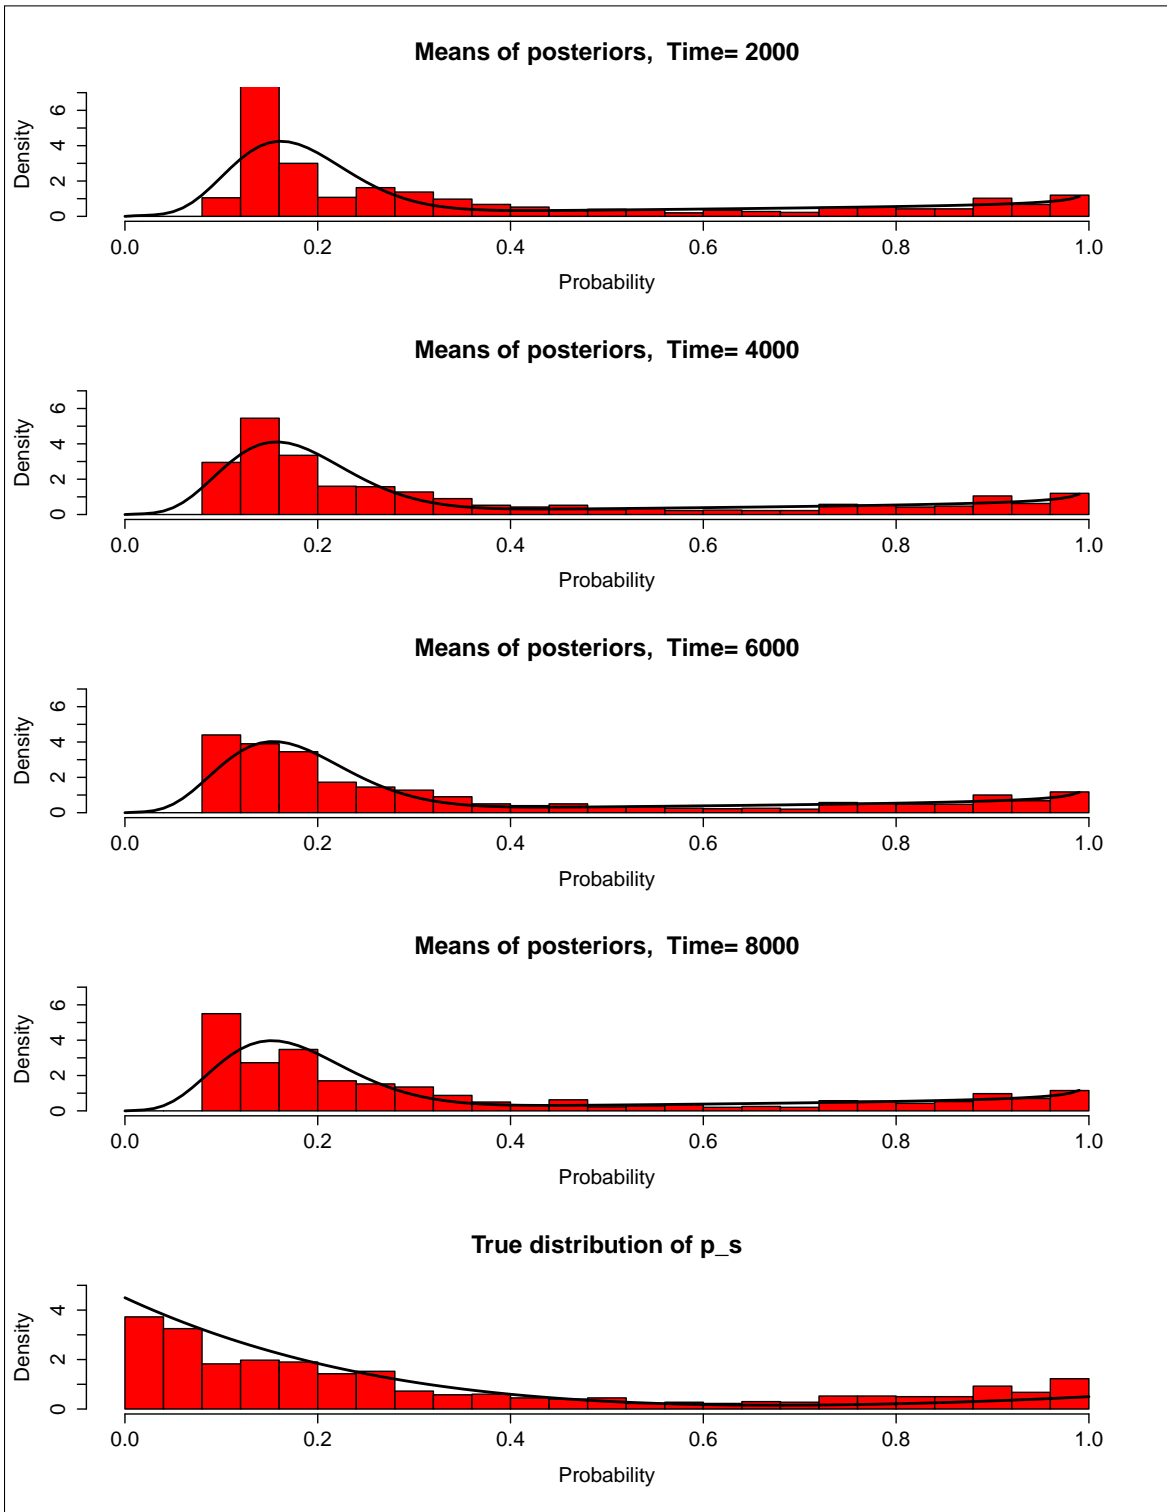 Means of posteriors,  Time= 2000
Density
0 2 4 6
0.0 0.2 0.4 0.6 0.8 1.0
Probability
Means of posteriors,  Time= 4000
Density
0 2 4 6
0.0 0.2 0.4 0.6 0.8 1.0
Probability
Means of posteriors,  Time= 6000
Density
0 2 4 6
0.0 0.2 0.4 0.6 0.8 1.0
Probability
Means of posteriors,  Time= 8000
Density
0 2 4 6
0.0 0.2 0.4 0.6 0.8 1.0
Probability
True distribution of p_s
Density
0 2 4
0.0 0.2 0.4 0.6 0.8 1.0
Probability